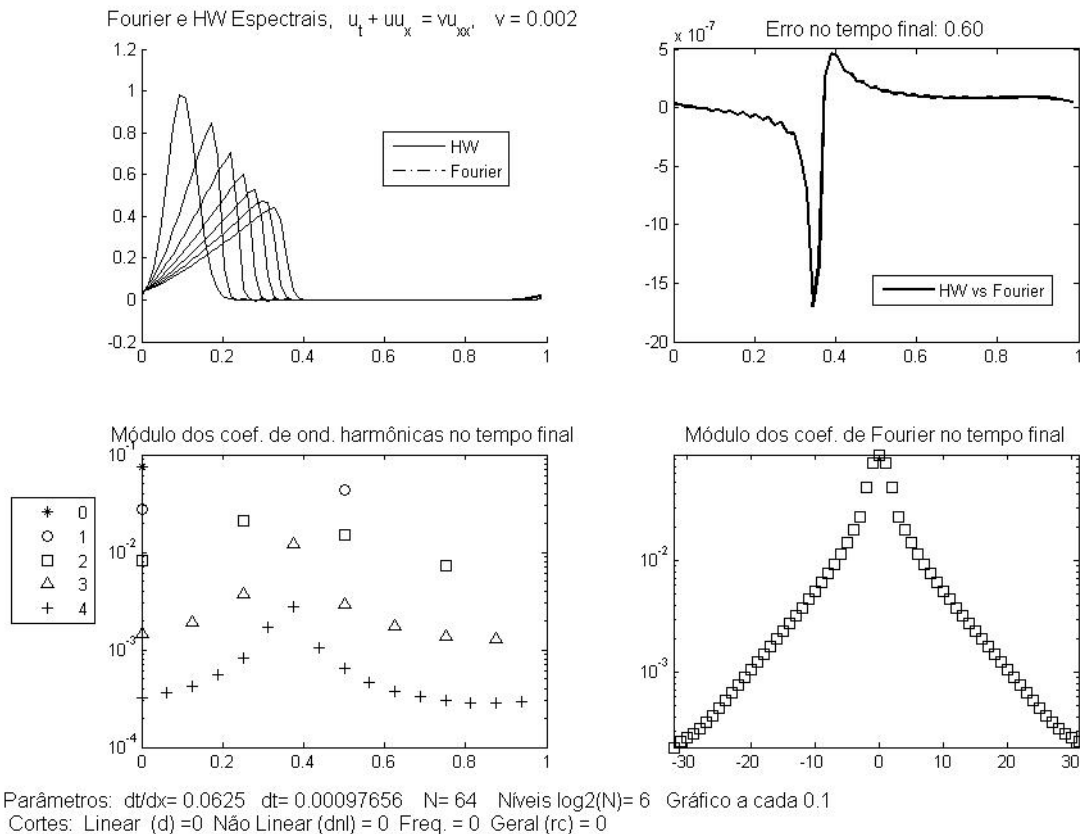 Fourier e HW Espectrais, u_t + uu_x = vu_xx, v = 0.002
1.2
1
0.8
0.6
0.4
0.2
0
-0.2
0 0.2 0.4 0.6 0.8 1
HW
Fourier
Erro no tempo final: 0.60
x 10^-7
5
0
-5
-10
-15
-20
0 0.2 0.4 0.6 0.8 1
HW vs Fourier
Módulo dos coef. de ond. harmônicas no tempo final
10^-1
10^-2
10^-3
10^-4
0 0.2 0.4 0.6 0.8 1
0
1
2
3
4
Módulo dos coef. de Fourier no tempo final
10^-2
10^-3
-30 -20 -10 0 10 20 30
Parâmetros: dt/dx= 0.0625 dt= 0.00097656 N= 64 Níveis log2(N)= 6 Gráfico a cada 0.1
Cortes: Linear (d) =0 Não Linear (dnl) = 0 Freq. = 0 Geral (rc) = 0